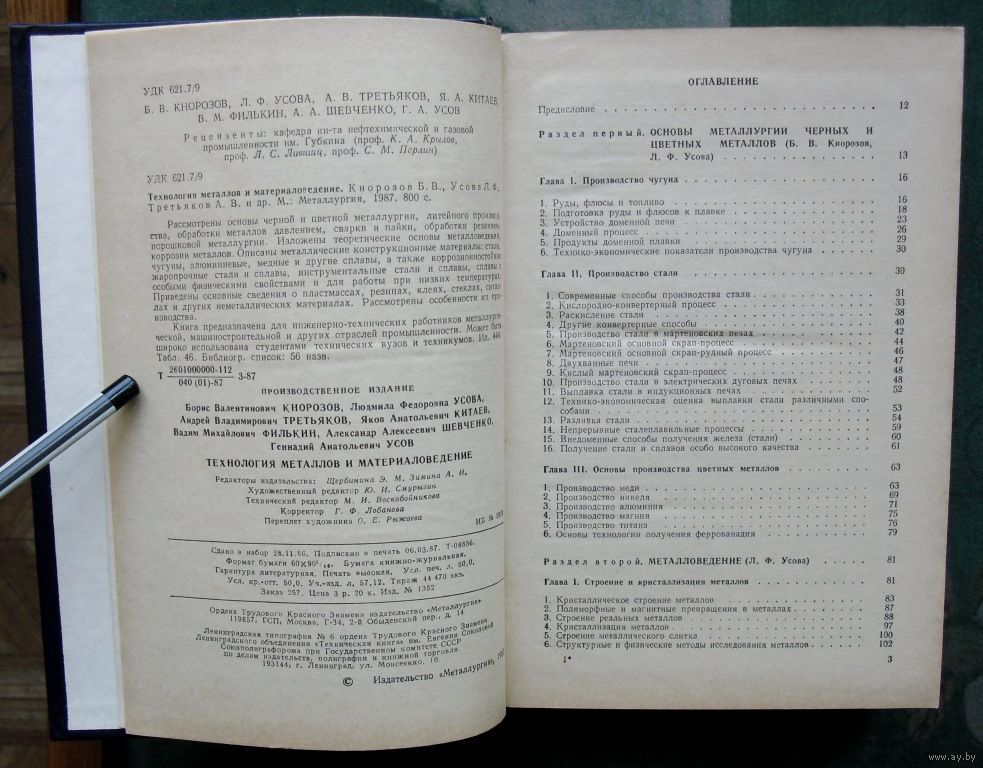 УДК 621.7/9
Б. В. КНОРОЗОВ, Л. Ф. УСОВА, А. В. ТРЕТЬЯКОВ, Я. А. КИТАЕВ,
В. М. ФИЛЬКИН, А. А. ШЕВЧЕНКО, Г. А. УСОВ
Рецензенты: кафедра ин-та нефтехимической и газовой
промышленности им. Губкина (проф. К. А. Крылов,
проф. Л. С. Лившиц, проф. С. М. Перлин)
УДК 621.7/9
Технология металлов и материаловедение. Кнорозов Б. В., Усова Л. Ф.,
Третьяков А. В. и др. М.: Металлургия, 1987. 800 с.
Рассмотрены основы черной и цветной металлургии, литейного производ-
ства, обработки металлов давлением, сварки и пайки, обработки резанием,
порошковой металлургии. Изложены теоретические основы металловедения,
коррозии металлов. Описаны металлические конструкционные материалы: стали,
чугуны, алюминиевые, медные и другие сплавы, а также коррозионностойкие
жаропрочные стали и сплавы, инструментальные стали и сплавы, сплавы с
особыми физическими свойствами и для работы при низких температурах.
Приведены основные сведения о пластмассах, резинах, клеях, стеклах, ситал-
лах и других неметаллических материалах. Рассмотрены особенности их про-
изводства.
Книга предназначена для инженерно-технических работников металлурги-
ческой, машиностроительной и других отраслей промышленности. Может быть
широко использована студентами технических вузов и техникумов. Ил.
Табл. 46. Библиогр. список: 56 назв.
Т 2601000000-112
040 (01)-87 3-87
ПРОИЗВОДСТВЕННОЕ ИЗДАНИЕ
Борис Валентинович КНОРОЗОВ, Людмила Федоровна УСОВА,
Андрей Владимирович ТРЕТЬЯКОВ, Яков Анатольевич КИТАЕВ,
Вадим Михайлович ФИЛЬКИН, Александр Алексеевич ШЕВЧЕНКО,
Геннадий Анатольевич УСОВ
ТЕХНОЛОГИЯ МЕТАЛЛОВ И МАТЕРИАЛОВЕДЕНИЕ
Редакторы издательства: Щербинина Э. М. Зимина А. И.
Художественный редактор Ю. И. Смурыгин
Технический редактор М. И. Воскобойникова
Корректор Г. Ф. Лобанова
Переплет художника О. Е. Рыжаева
ИБ №
Сдано в набор 28.11.86. Подписано в печать 06.03.87. Т-08856.
Формат бумаги 60×90 1/16. Бумага книжно-журнальная.
Гарнитура литературная. Печать высокая. Усл. печ. л. 50,0.
Усл. кр.-отт. 50,0. Уч.-изд. л. 57,12. Тираж 44 470 экз.
Заказ 257. Цена 3 р. 20 к. Изд. № 1352
Ордена Трудового Красного Знамени издательство «Металлургия»
119857, ГСП, Москва, Г-34, 2-й Обыденский пер., д. 14
Ленинградская типография № 6 ордена Трудового Красного Знамени
Ленинградского объединения «Техническая книга» им. Евгении Соколовой
Союзполиграфпрома при Государственном комитете СССР
по делам издательств, полиграфии и книжной торговли.
193144, г. Ленинград, ул. Моисеенко, 10.
© Издательство «Металлургия»,
ОГЛАВЛЕНИЕ
Предисловие . . . 12
Раздел первый. ОСНОВЫ МЕТАЛЛУРГИИ ЧЕРНЫХ И
ЦВЕТНЫХ МЕТАЛЛОВ (Б. В. Кнорозов,
Л. Ф. Усова) . . . 13
Глава I. Производство чугуна . . . 16
1. Руды, флюсы и топливо . . . 16
2. Подготовка руды и флюсов к плавке . . . 18
3. Устройство доменной печи . . . 23
4. Доменный процесс . . . 26
5. Продукты доменной плавки . . . 29
6. Технико-экономические показатели производства чугуна . . . 30
Глава II. Производство стали . . . 30
1. Современные способы производства стали . . . 31
2. Кислородно-конвертерный процесс . . . 33
3. Раскисление стали . . . 38
4. Другие конвертерные способы . . . 40
5. Производство стали в мартеновских печах . . . 42
6. Мартеновский основной скрап-процесс . . . 44
7. Мартеновский основной скрап-рудный процесс . . . 46
8. Двухванные печи . . . 47
9. Кислый мартеновский скрап-процесс . . . 48
10. Производство стали в электрических дуговых печах . . . 48
11. Выплавка стали в индукционных печах . . . 52
12. Технико-экономическая оценка выплавки стали различными спо-
собами . . . 53
13. Разливка стали . . . 54
14. Непрерывные сталеплавильные процессы . . . 59
15. Внедоменные способы получения железа (стали) . . . 60
16. Получение стали и сплавов особо высокого качества . . . 61
Глава III. Основы производства цветных металлов . . . 63
1. Производство меди . . . 63
2. Производство никеля . . . 69
3. Производство алюминия . . . 71
4. Производство магния . . . 75
5. Производство титана . . . 76
6. Основы технологии получения феррованадия . . . 79
Раздел второй. МЕТАЛЛОВЕДЕНИЕ (Л. Ф. Усова) . . . 81
Глава I. Строение и кристаллизация металлов . . . 81
1. Кристаллическое строение металлов . . . 83
2. Полиморфные и магнитные превращения в металлах . . . 87
3. Строение реальных металлов . . . 88
4. Кристаллизация металлов . . . 97
5. Строение металлического слитка . . . 100
6. Структурные и физические методы исследования металлов . . . 102
1* 3
www.ay.by